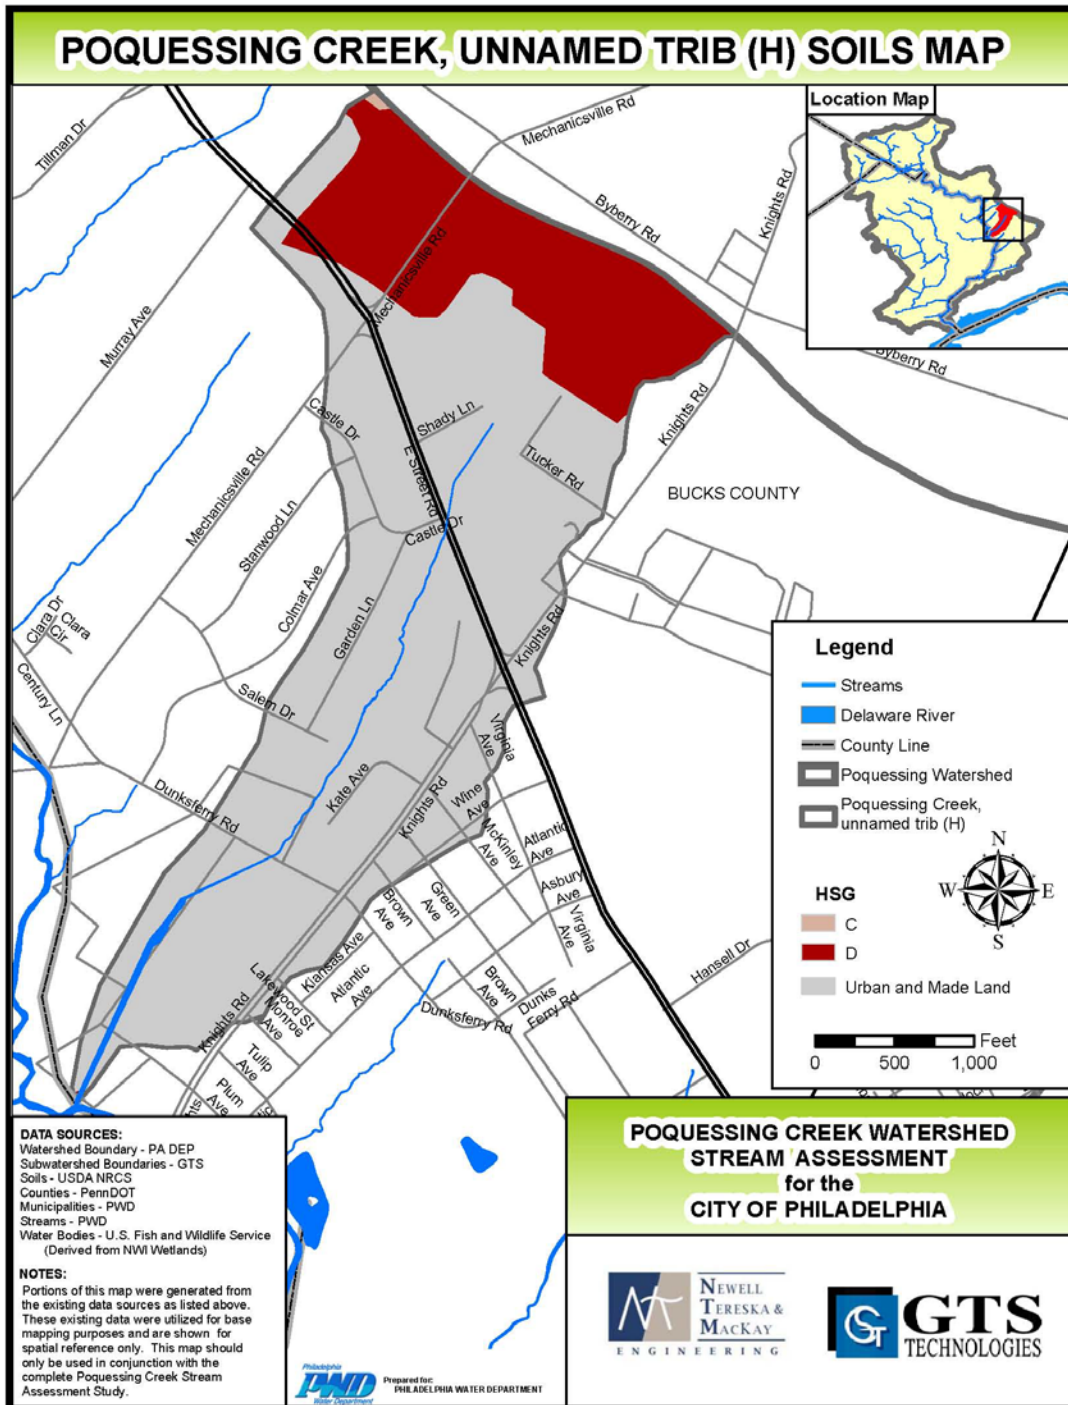 POQUESSING CREEK, UNNAMED TRIB (H) SOILS MAP
Location Map
Tillman Dr
Mechanicsville Rd
Byberry Rd
Knights Rd
Murray Ave
Mechanicsville Rd
Byberry Rd
Knights Rd
Castle Dr
Shady Ln
E Street Rd
Tucker Rd
Mechanicsville Rd
Stanwood Ln
Castle Dr
BUCKS COUNTY
Colmar Ave
Garden Ln
Clara Dr
Clara
Cir
Century Ln
Salem Dr
Knights Rd
Virginia
Ave
Dunksferry Rd
Kate Ave
Knights Rd
Wine
Ave
McKinley
Ave
Atlantic
Ave
Asbury
Ave
Virginia
Ave
Green
Ave
Brown
Ave
Kansas Ave
Atlantic
Ave
Lakewood St
Monroe
Ave
Knights Rd
Tulip
Ave
Plum
Ave
Brown
Ave
Dunksferry Rd
Dunks
Ferry Rd
Hansell Dr
Legend
Streams
Delaware River
County Line
Poquessing Watershed
Poquessing Creek,
unnamed trib (H)
N
W
E
S
HSG
C
D
Urban and Made Land
Feet
0 500 1,000
DATA SOURCES:
Watershed Boundary - PA DEP
Subwatershed Boundaries - GTS
Soils - USDA NRCS
Counties - PennDOT
Municipalities - PWD
Streams - PWD
Water Bodies - U.S. Fish and Wildlife Service
(Derived from NWI Wetlands)
NOTES:
Portions of this map were generated from
the existing data sources as listed above.
These existing data were utilized for base
mapping purposes and are shown for
spatial reference only. This map should
only be used in conjunction with the
complete Poquessing Creek Stream
Assessment Study.
Philadelphia
PWD
Water Department
Prepared for:
PHILADELPHIA WATER DEPARTMENT
POQUESSING CREEK WATERSHED
STREAM ASSESSMENT
for the
CITY OF PHILADELPHIA
NEWELL
TERESKA &
MACKAY
ENGINEERING
GTS
TECHNOLOGIES